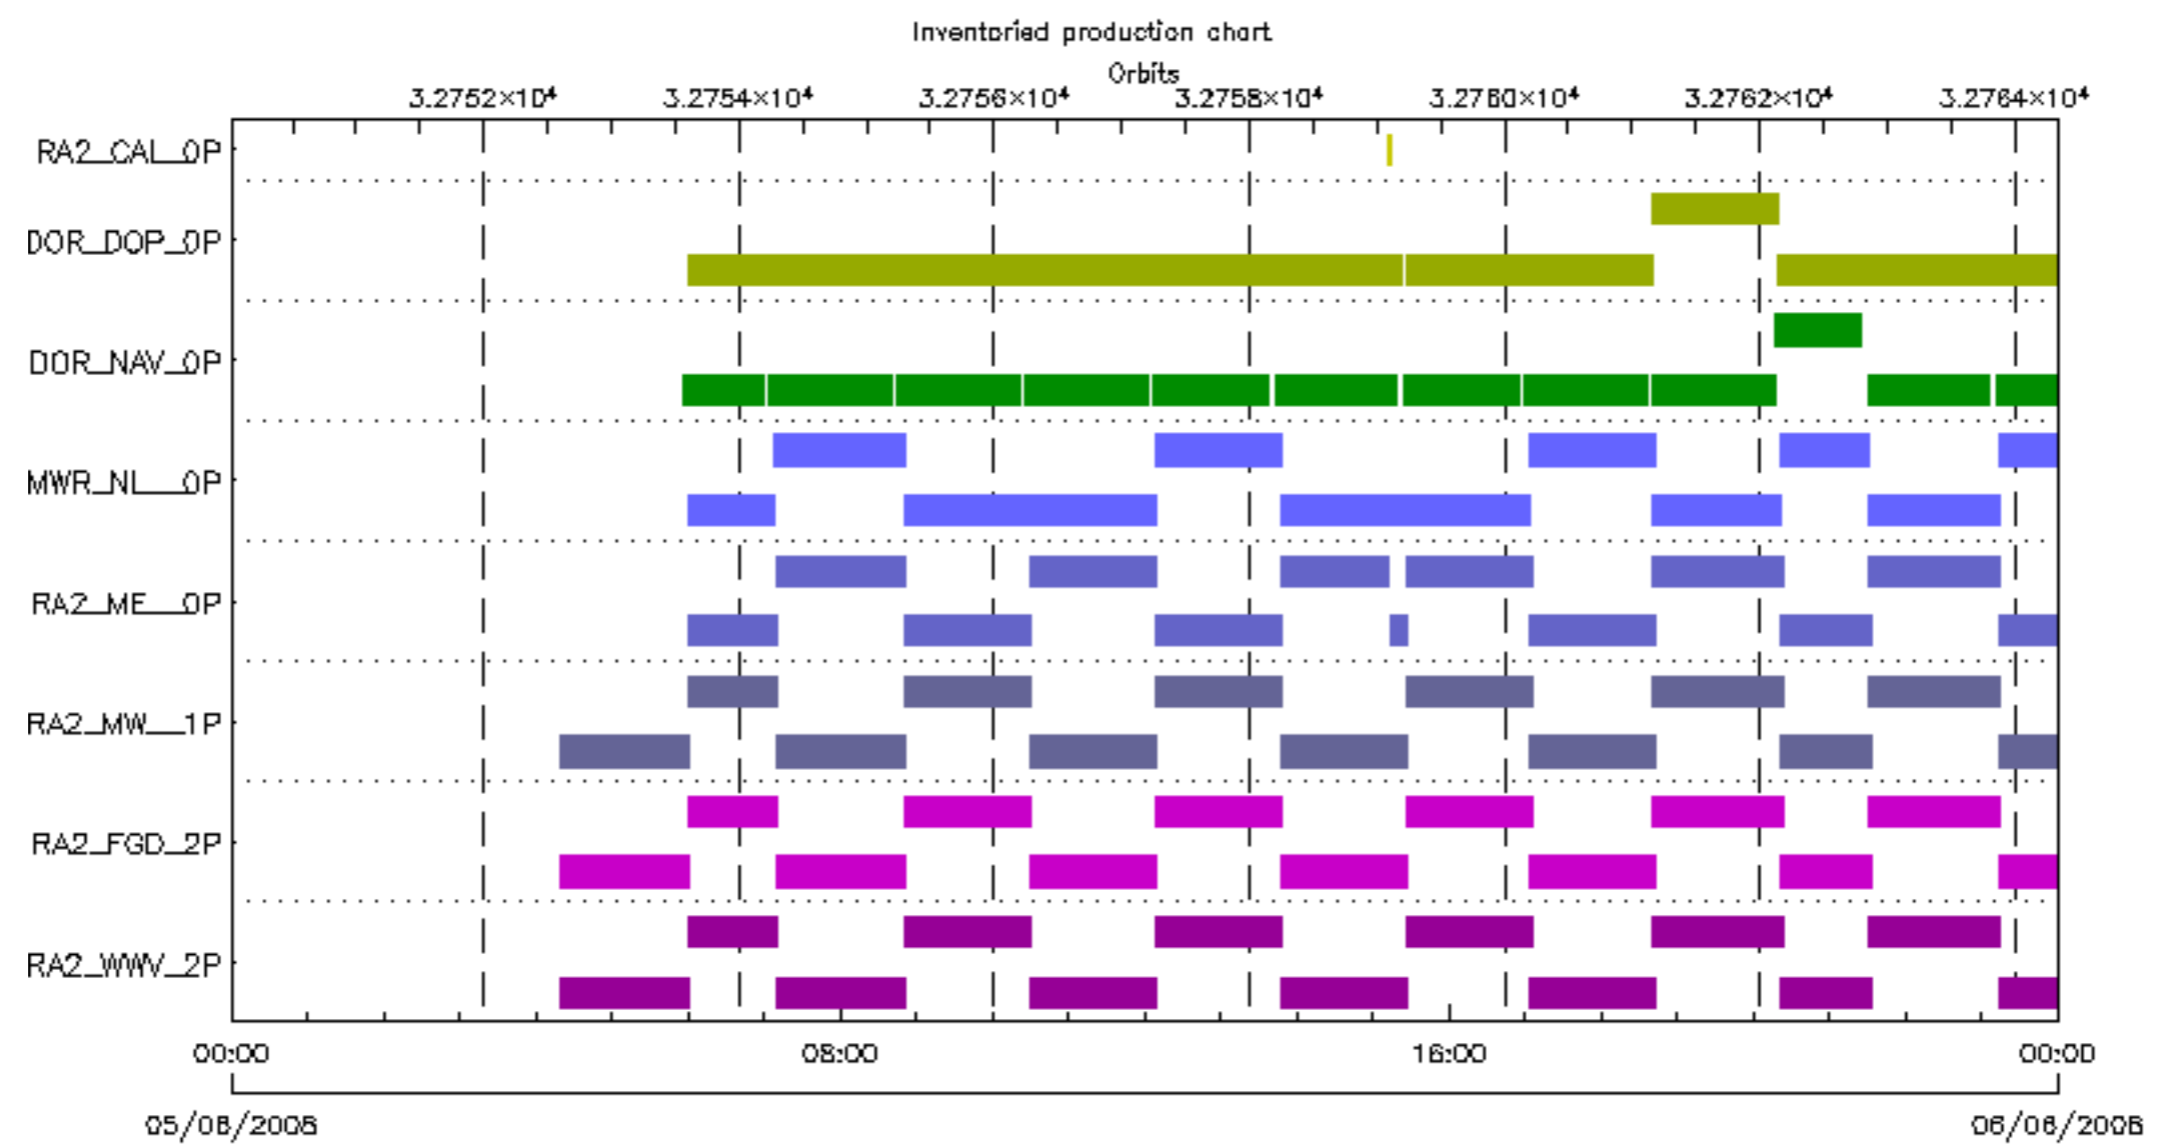 Inventoried production chart
Orbits
3.2752×10⁴ 3.2754×10⁴ 3.2756×10⁴ 3.2758×10⁴ 3.2760×10⁴ 3.2762×10⁴ 3.2764×10⁴
RA2_CAL_0P
DOR_DOP_0P
DOR_NAV_0P
MWR_NL__0P
RA2_ME__0P
RA2_MW__1P
RA2_FGD_2P
RA2_WWV_2P
00:00 08:00 16:00 00:00
05/06/2008 06/06/2008